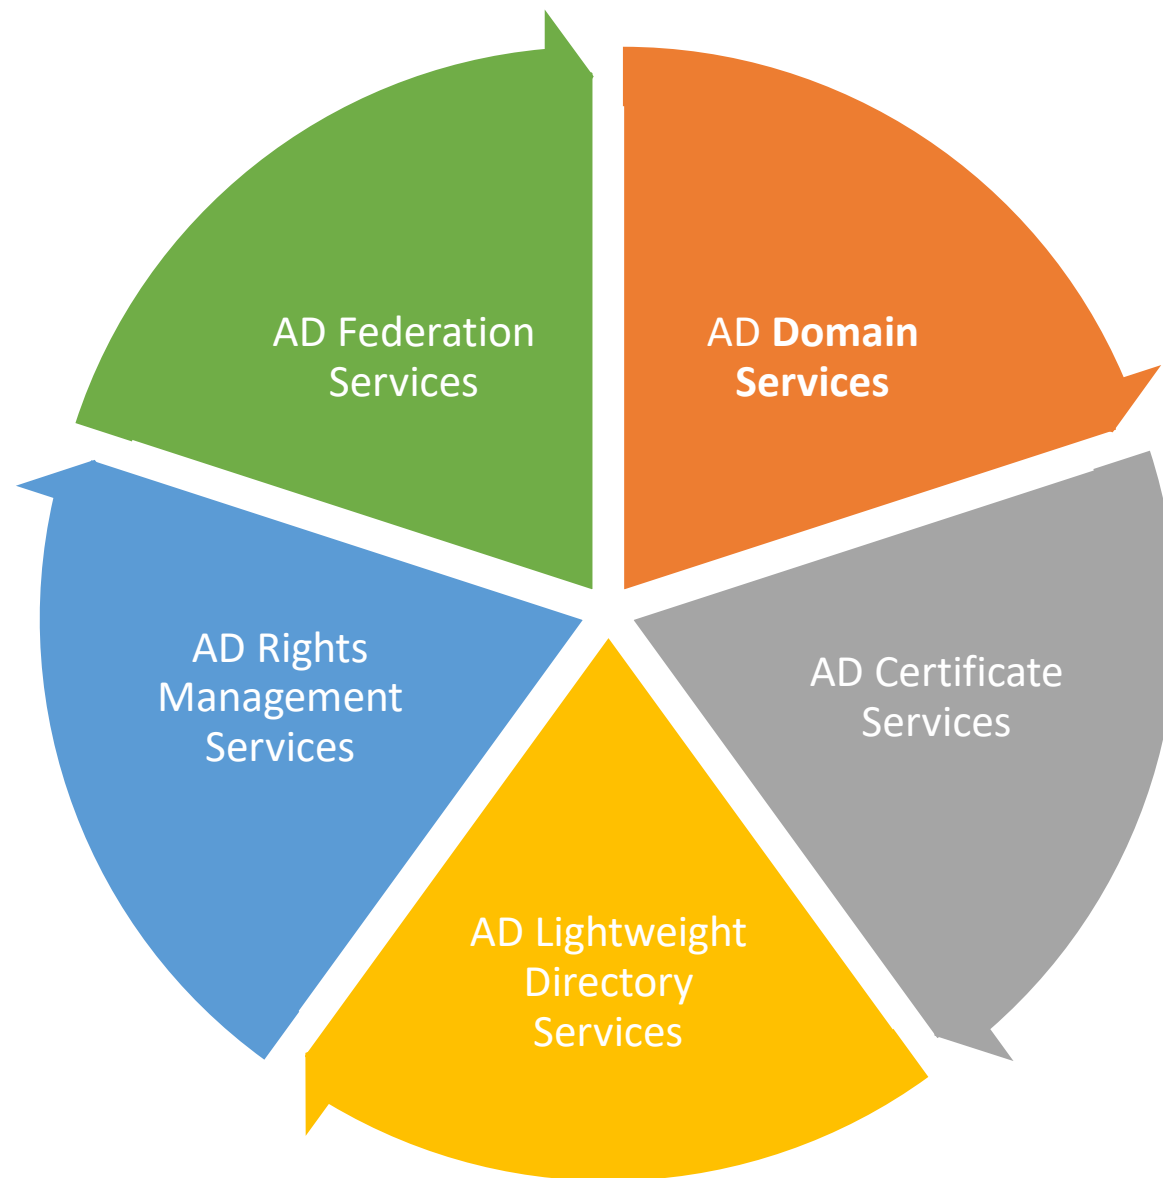 AD Federation
Services
AD Domain
Services
AD Rights
Management
Services
AD Certificate
Services
AD Lightweight
Directory
Services